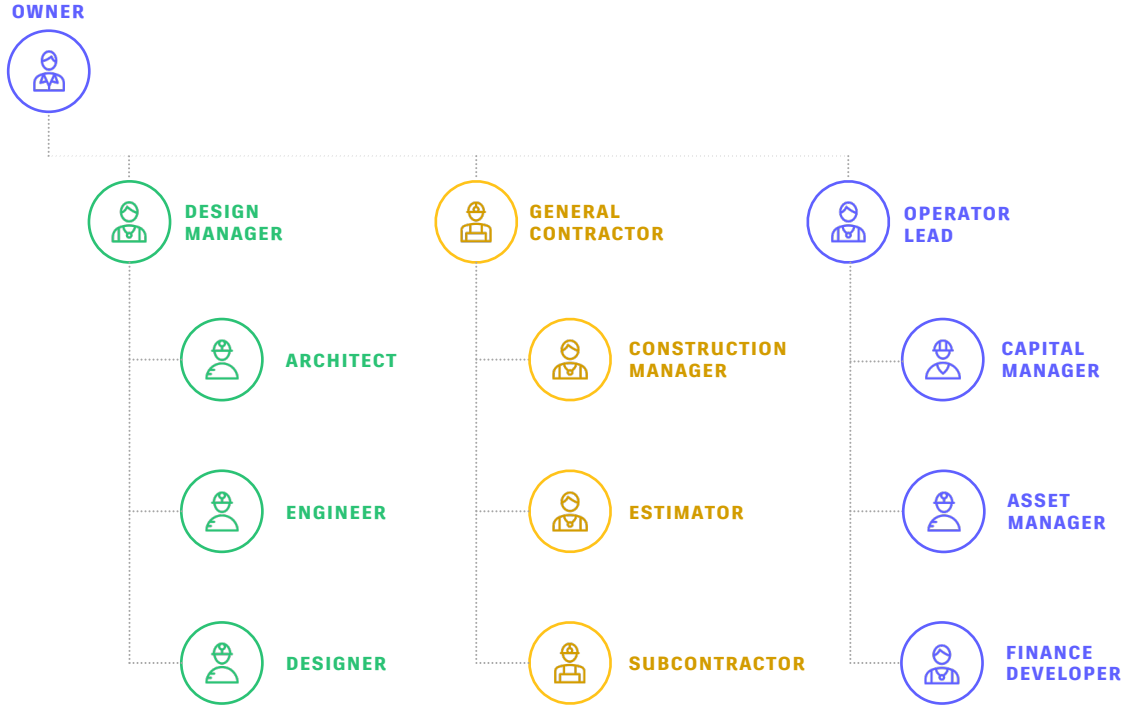 OWNER
DESIGN
MANAGER
GENERAL
CONTRACTOR
OPERATOR
LEAD
ARCHITECT
CONSTRUCTION
MANAGER
CAPITAL
MANAGER
ENGINEER
ESTIMATOR
ASSET
MANAGER
DESIGNER
SUBCONTRACTOR
FINANCE
DEVELOPER